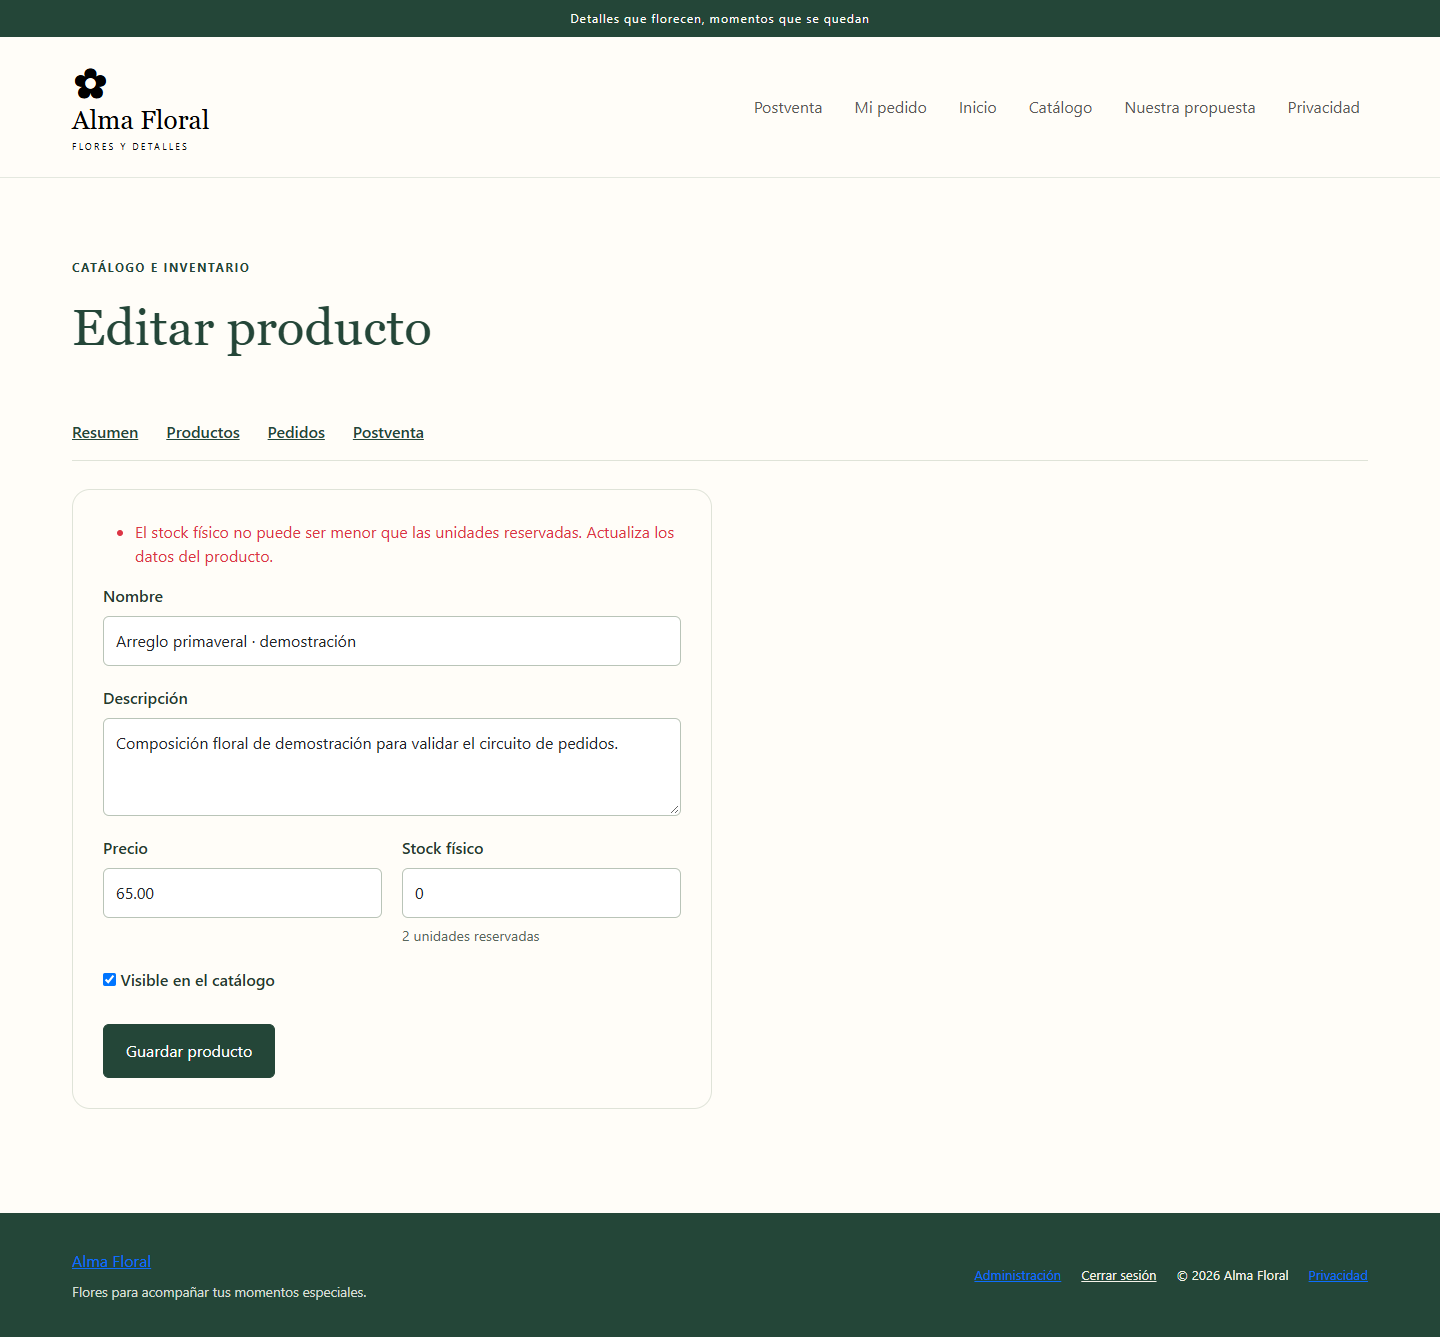 Detalles que florecen, momentos que se quedan
Alma Floral
FLORES Y DETALLES
Postventa
Mi pedido
Inicio
Catálogo
Nuestra propuesta
Privacidad
CATÁLOGO E INVENTARIO
Editar producto
Resumen
Productos
Pedidos
Postventa
El stock físico no puede ser menor que las unidades reservadas. Actualiza los
datos del producto.
Nombre
Arreglo primaveral · demostración
Descripción
Composición floral de demostración para validar el circuito de pedidos.
Precio
65.00
Stock físico
0
2 unidades reservadas
Visible en el catálogo
Guardar producto
Alma Floral
Flores para acompañar tus momentos especiales.
Administración
Cerrar sesión
© 2026 Alma Floral
Privacidad